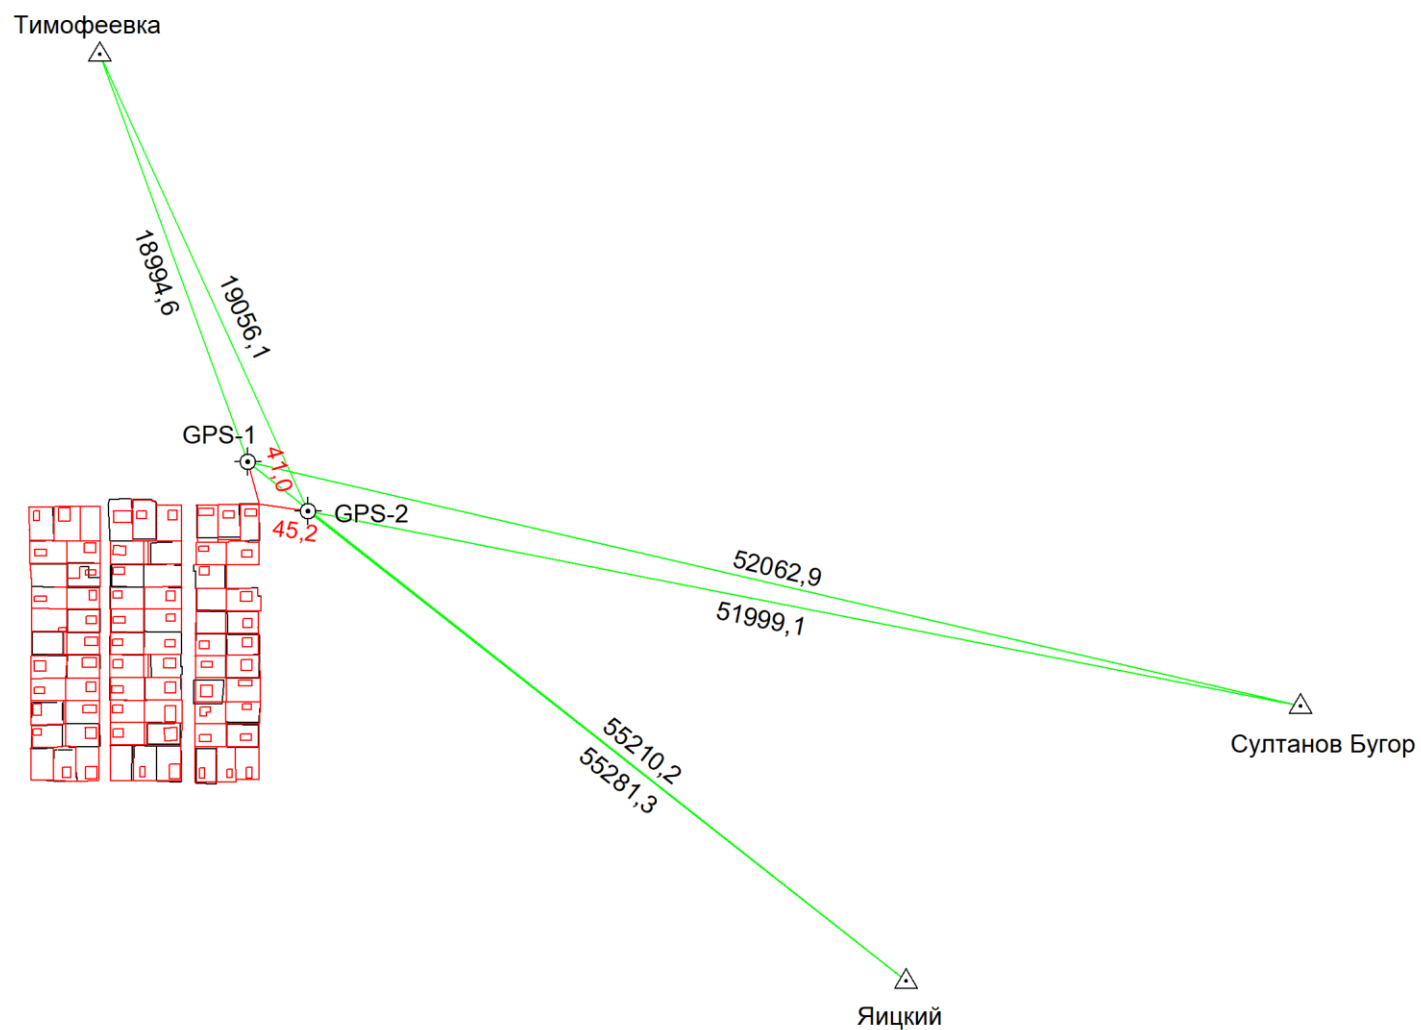 Тимофеевка
18994,6
19056,1
GPS-1
41,0
GPS-2
45,2
52062,9
51999,1
55210,2
55281,3
Султанов Бугор
Яицкий